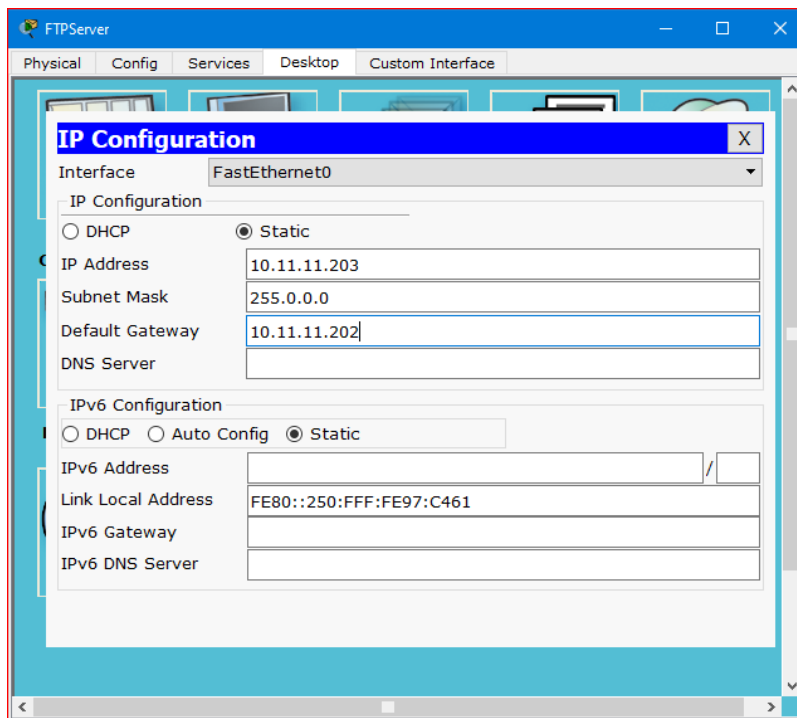 FTPServer
Physical Config Services Desktop Custom Interface
IP Configuration X
Interface FastEthernet0
IP Configuration
DHCP Static
IP Address 10.11.11.203
Subnet Mask 255.0.0.0
Default Gateway 10.11.11.202
DNS Server
IPv6 Configuration
DHCP Auto Config Static
IPv6 Address /
Link Local Address FE80::250:FFF:FE97:C461
IPv6 Gateway
IPv6 DNS Server